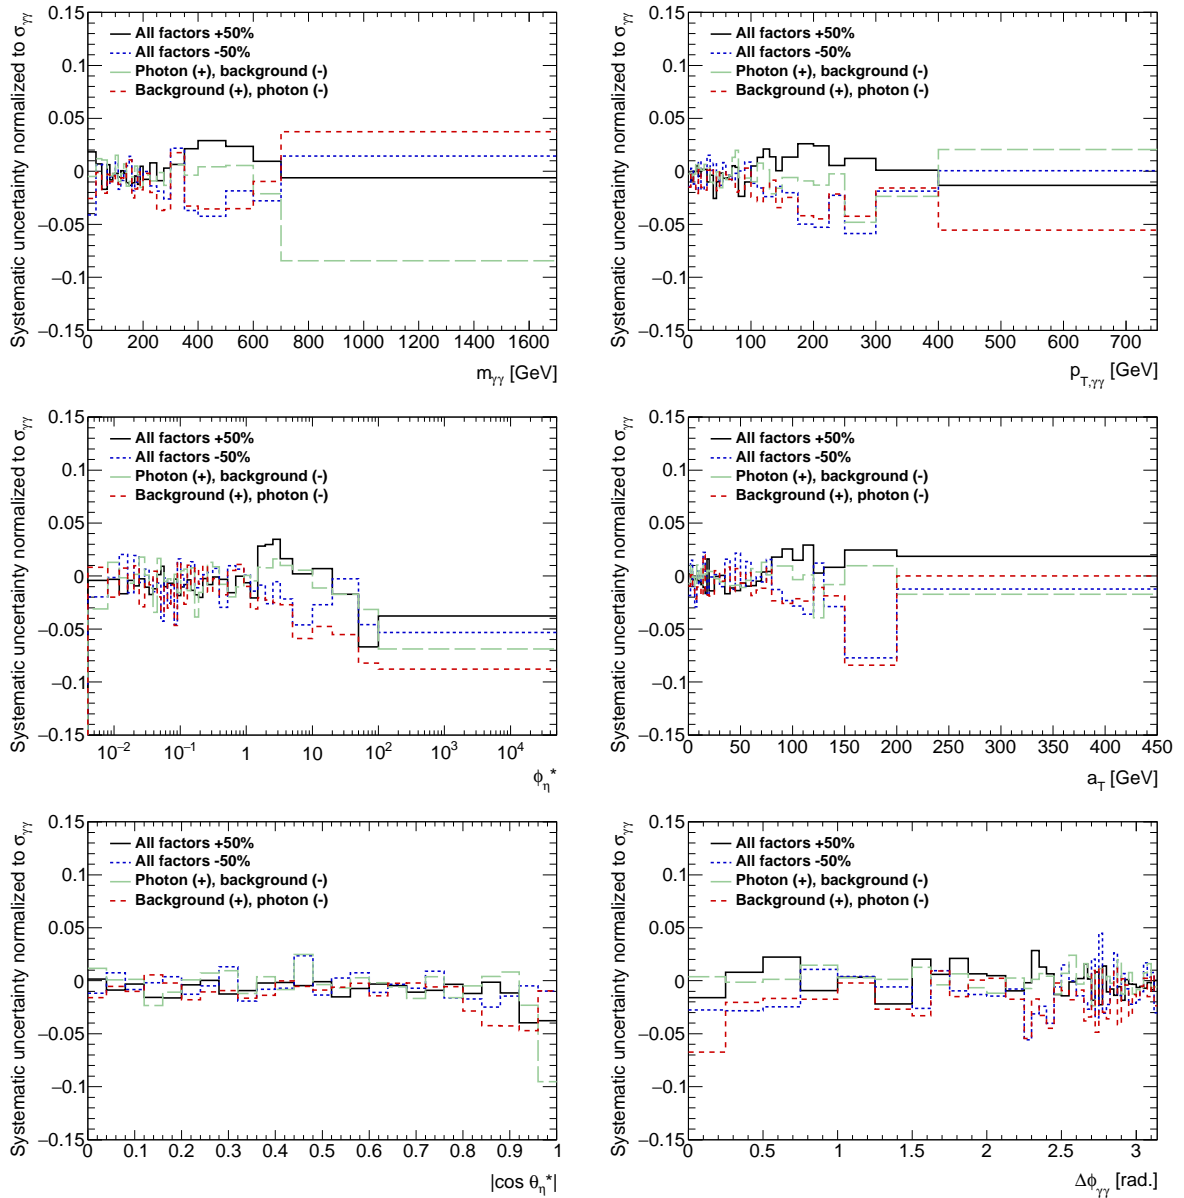 Systematic uncertainty normalized to σγγ
0.15
0.1
0.05
0
−0.05
−0.1
−0.15
All factors +50%
All factors -50%
Photon (+), background (-)
Background (+), photon (-)
0 200 400 600 800 1000 1200 1400 1600
mγγ [GeV]
Systematic uncertainty normalized to σγγ
0.15
0.1
0.05
0
−0.05
−0.1
−0.15
All factors +50%
All factors -50%
Photon (+), background (-)
Background (+), photon (-)
0 100 200 300 400 500 600 700
pT,γγ [GeV]
Systematic uncertainty normalized to σγγ
0.15
0.1
0.05
0
−0.05
−0.1
−0.15
All factors +50%
All factors -50%
Photon (+), background (-)
Background (+), photon (-)
10−2 10−1 1 10 102 103 104
ϕη*
Systematic uncertainty normalized to σγγ
0.15
0.1
0.05
0
−0.05
−0.1
−0.15
All factors +50%
All factors -50%
Photon (+), background (-)
Background (+), photon (-)
0 50 100 150 200 250 300 350 400 450
aT [GeV]
Systematic uncertainty normalized to σγγ
0.15
0.1
0.05
0
−0.05
−0.1
−0.15
All factors +50%
All factors -50%
Photon (+), background (-)
Background (+), photon (-)
0 0.1 0.2 0.3 0.4 0.5 0.6 0.7 0.8 0.9 1
|cos θη*|
Systematic uncertainty normalized to σγγ
0.15
0.1
0.05
0
−0.05
−0.1
−0.15
All factors +50%
All factors -50%
Photon (+), background (-)
Background (+), photon (-)
0 0.5 1 1.5 2 2.5 3
Δϕγγ [rad.]